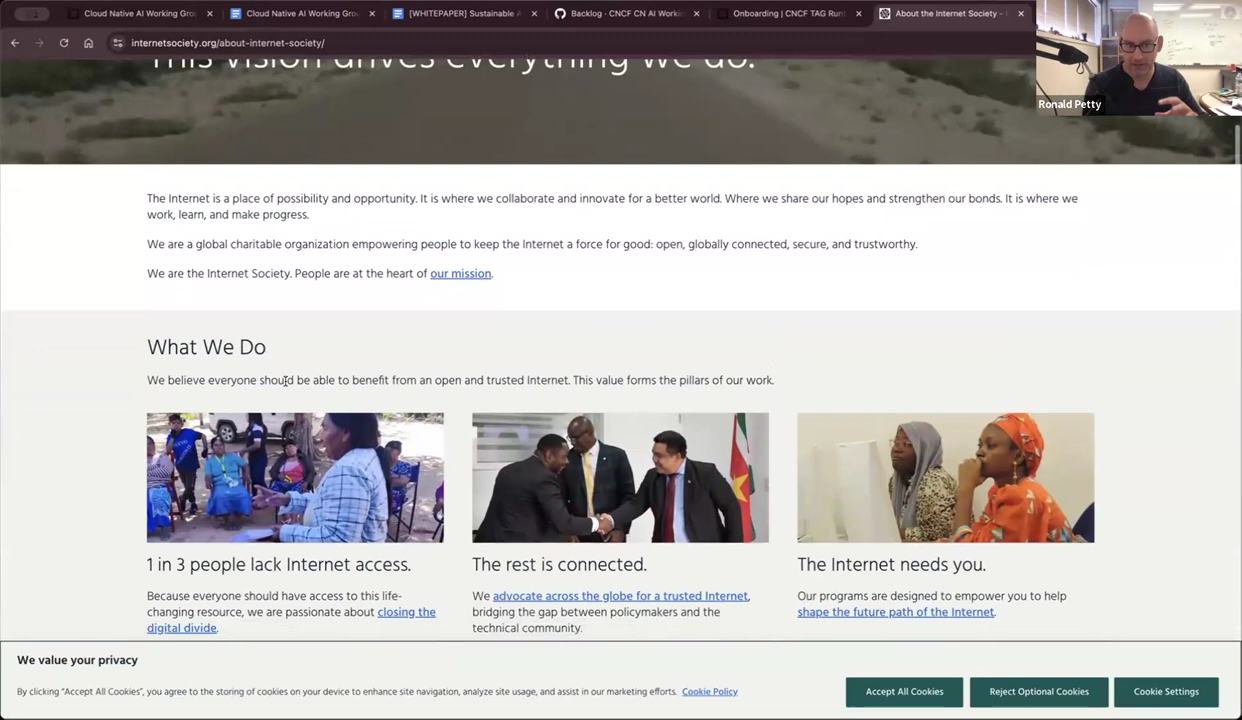 Cloud Native AI Working Grou
Cloud Native AI Working Grou
[WHITEPAPER] Sustainable A
Backlog - CNCF CN AI Workin
Onboarding | CNCF TAG Runt
About the Internet Society -
internetsociety.org/about-internet-society/
Ronald Petty
This vision drives everything we do.
The Internet is a place of possibility and opportunity. It is where we collaborate and innovate for a better world. Where we share our hopes and strengthen our bonds. It is where we
work, learn, and make progress.
We are a global charitable organization empowering people to keep the Internet a force for good: open, globally connected, secure, and trustworthy.
We are the Internet Society. People are at the heart of our mission.
What We Do
We believe everyone should be able to benefit from an open and trusted Internet. This value forms the pillars of our work.
1 in 3 people lack Internet access.
Because everyone should have access to this life-
changing resource, we are passionate about closing the
digital divide.
The rest is connected.
We advocate across the globe for a trusted Internet,
bridging the gap between policymakers and the
technical community.
The Internet needs you.
Our programs are designed to empower you to help
shape the future path of the Internet.
We value your privacy
By clicking “Accept All Cookies”, you agree to the storing of cookies on your device to enhance site navigation, analyze site usage, and assist in our marketing efforts. Cookie Policy
Accept All Cookies
Reject Optional Cookies
Cookie Settings